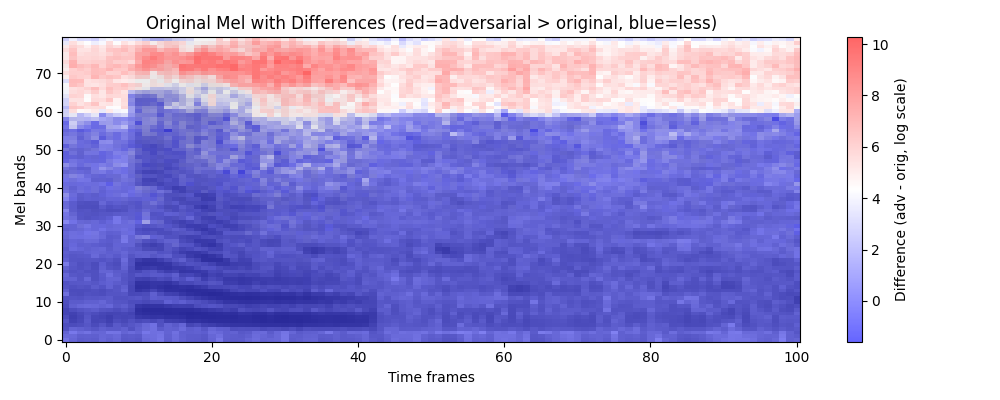 Original Mel with Differences (red=adversarial > original, blue=less)
Mel bands
70
60
50
40
30
20
10
0
0 20 40 60 80 100
Time frames
10
8
6
4
2
0
Difference (adv - orig, log scale)